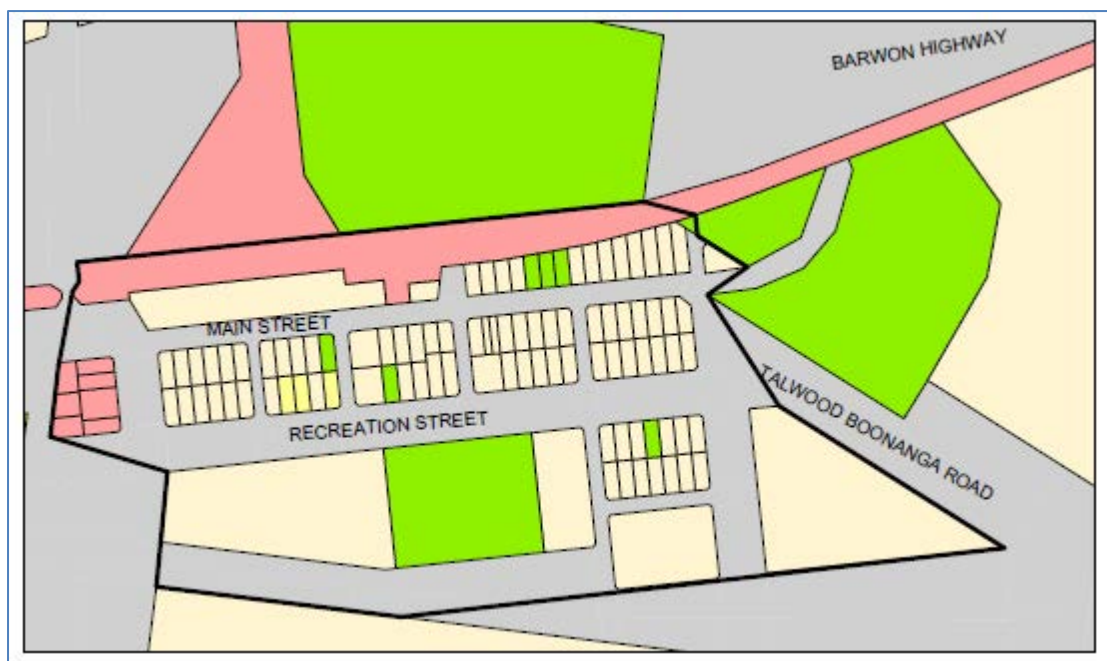 BARWON HIGHWAY
MAIN STREET
RECREATION STREET
TALWOOD BOONANGA ROAD